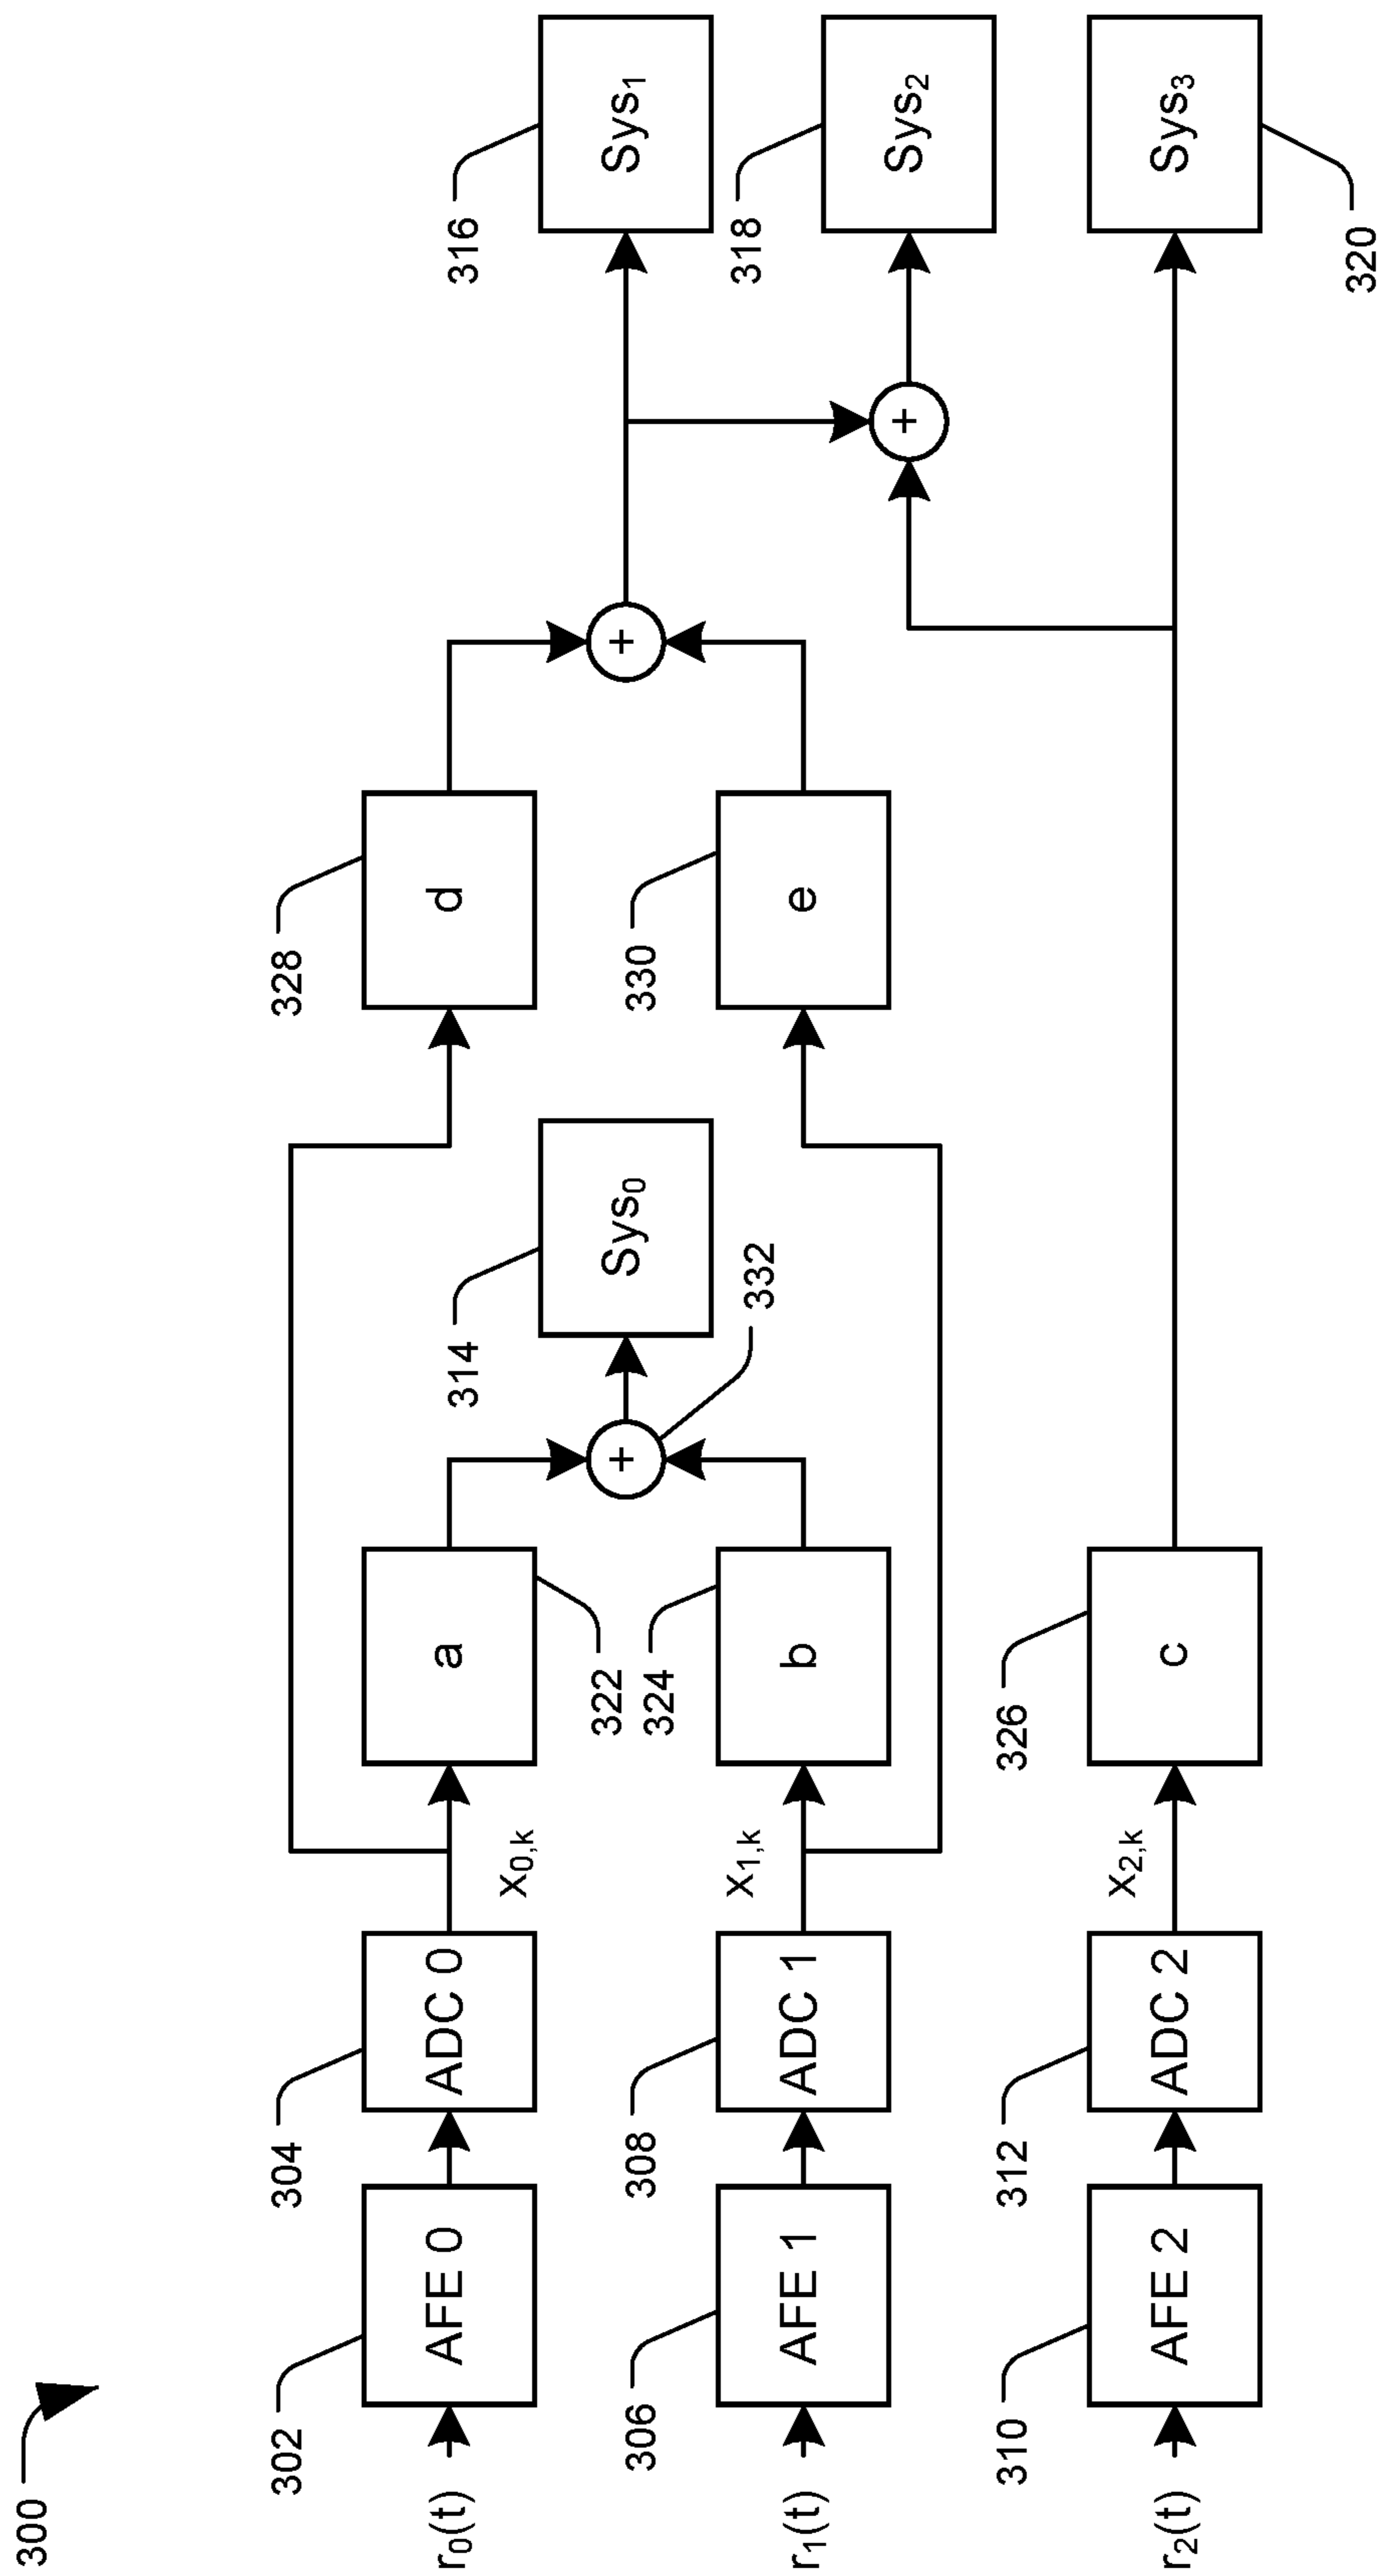 300
r₀(t)
302
AFE 0
304
ADC 0
x₀,ₖ
322
a
328
d
314
Sys₀
332
+
+
316
Sys₁
r₁(t)
306
AFE 1
308
ADC 1
x₁,ₖ
324
b
330
e
+
318
Sys₂
r₂(t)
310
AFE 2
312
ADC 2
x₂,ₖ
326
c
320
Sys₃